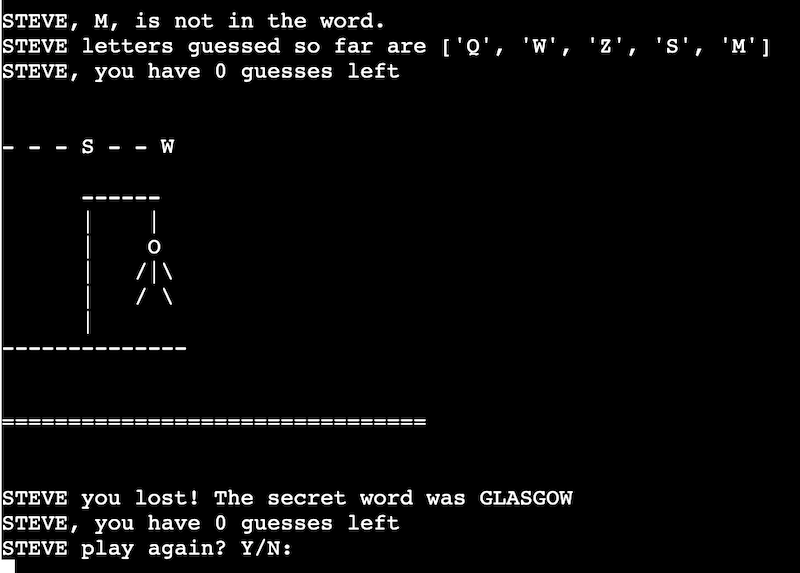 STEVE, M, is not in the word.
STEVE letters guessed so far are ['Q', 'W', 'Z', 'S', 'M']
STEVE, you have 0 guesses left
- - - S - - W
------
|    |
|    O
|   /|\
|   / \
|
--------------
================================
STEVE you lost! The secret word was GLASGOW
STEVE, you have 0 guesses left
STEVE play again? Y/N: